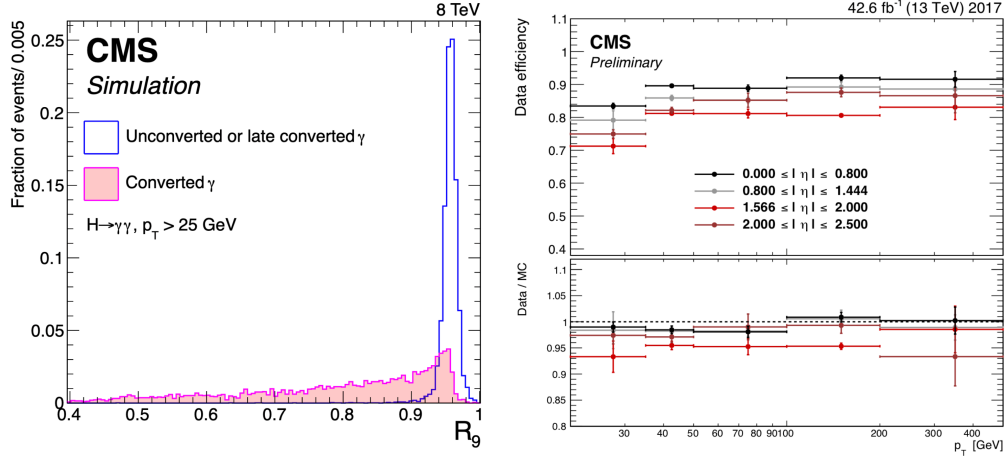 8 TeV
CMS
Simulation
Unconverted or late converted γ
Converted γ
H→γγ, p_T > 25 GeV
Fraction of events/ 0.005
0.25
0.2
0.15
0.1
0.05
0
0.4 0.5 0.6 0.7 0.8 0.9 1
R_9
42.6 fb⁻¹ (13 TeV) 2017
CMS
Preliminary
Data efficiency
1.1
1
0.9
0.8
0.7
0.6
0.5
0.4
0.000 ≤ | η | ≤ 0.800
0.800 ≤ | η | ≤ 1.444
1.566 ≤ | η | ≤ 2.000
2.000 ≤ | η | ≤ 2.500
Data / MC
1.1
1.05
1
0.95
0.9
0.85
0.8
30 40 50 60 70 80 90 100 200 300 400
p_T [GeV]